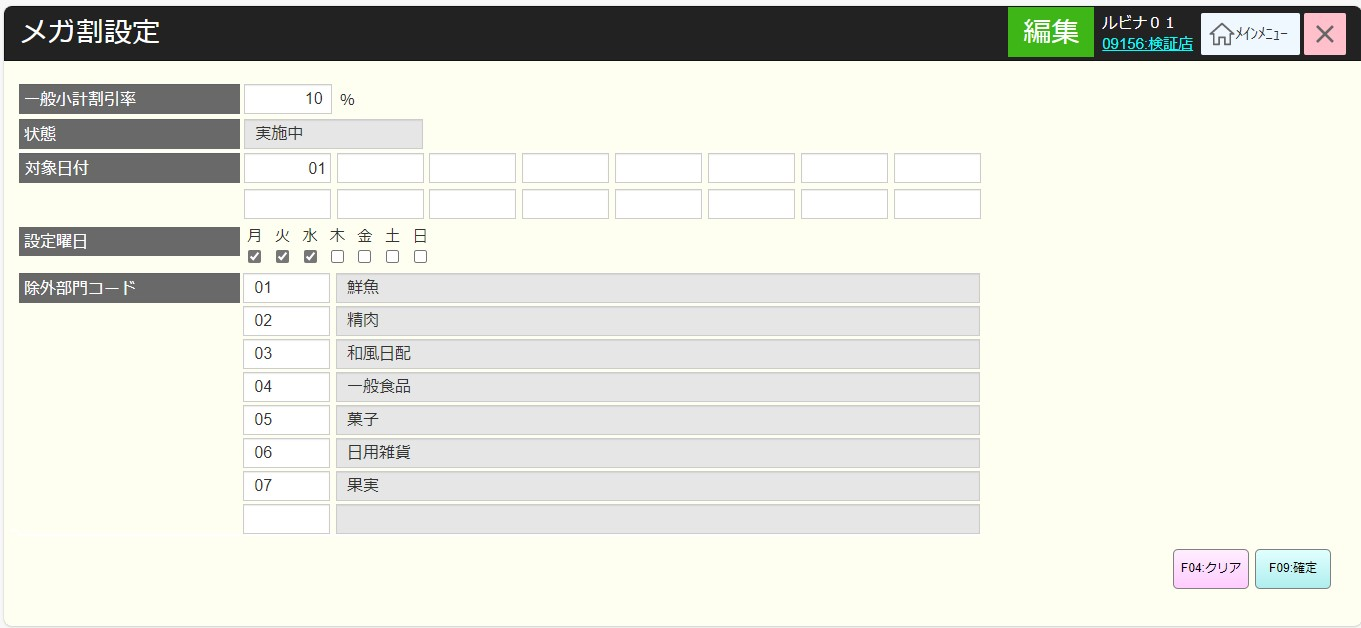 メガ割設定
編集
ルビナ０１
09156:検証店
ﾒｲﾝﾒﾆｭｰ
一般小計割引率 10 %
状態 実施中
対象日付 01
設定曜日 月 火 水 木 金 土 日
除外部門コード 01 鮮魚
02 精肉
03 和風日配
04 一般食品
05 菓子
06 日用雑貨
07 果実
F04:クリア F09:確定